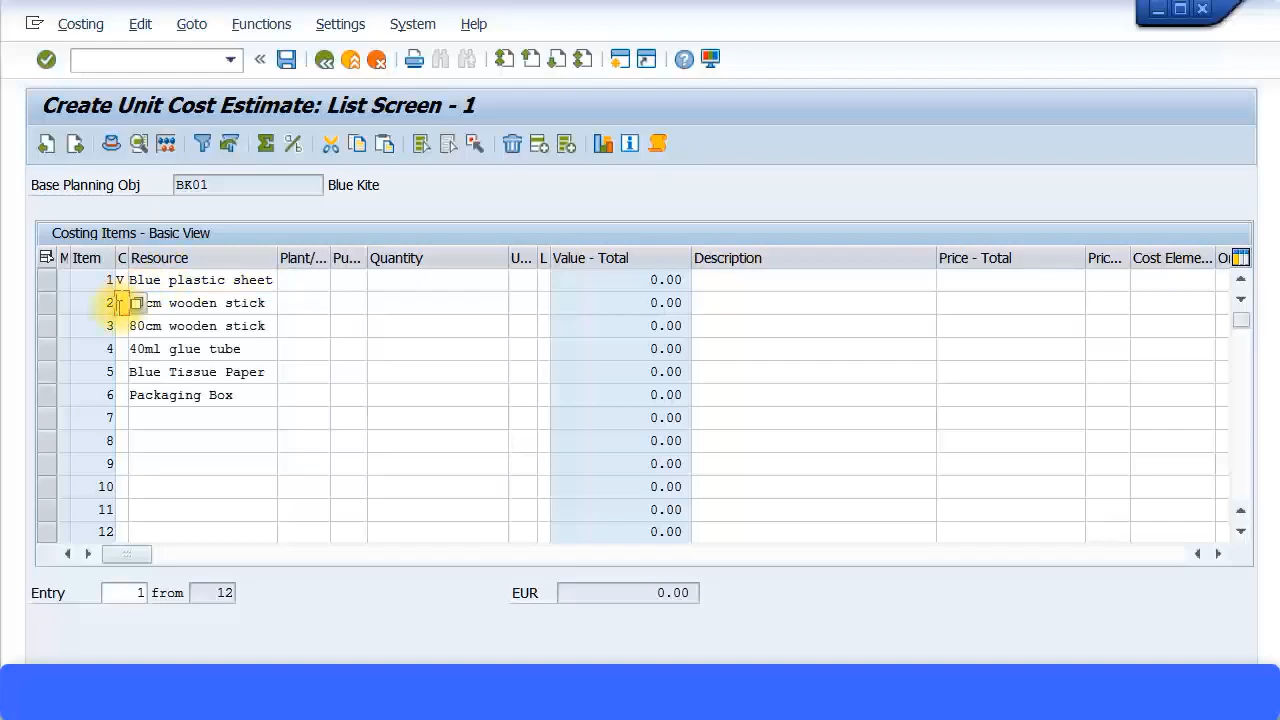 Costing Edit Goto Functions Settings System Help
Create Unit Cost Estimate: List Screen - 1
Base Planning Obj BK01 Blue Kite
Costing Items - Basic View
M Item C Resource Plant/... Pu... Quantity U... L Value - Total Description Price - Total Pric... Cost Eleme...
1 V Blue plastic sheet 0.00
2 cm wooden stick 0.00
3 80cm wooden stick 0.00
4 40ml glue tube 0.00
5 Blue Tissue Paper 0.00
6 Packaging Box 0.00
7 0.00
8 0.00
9 0.00
10 0.00
11 0.00
12 0.00
Entry 1 from 12 EUR 0.00